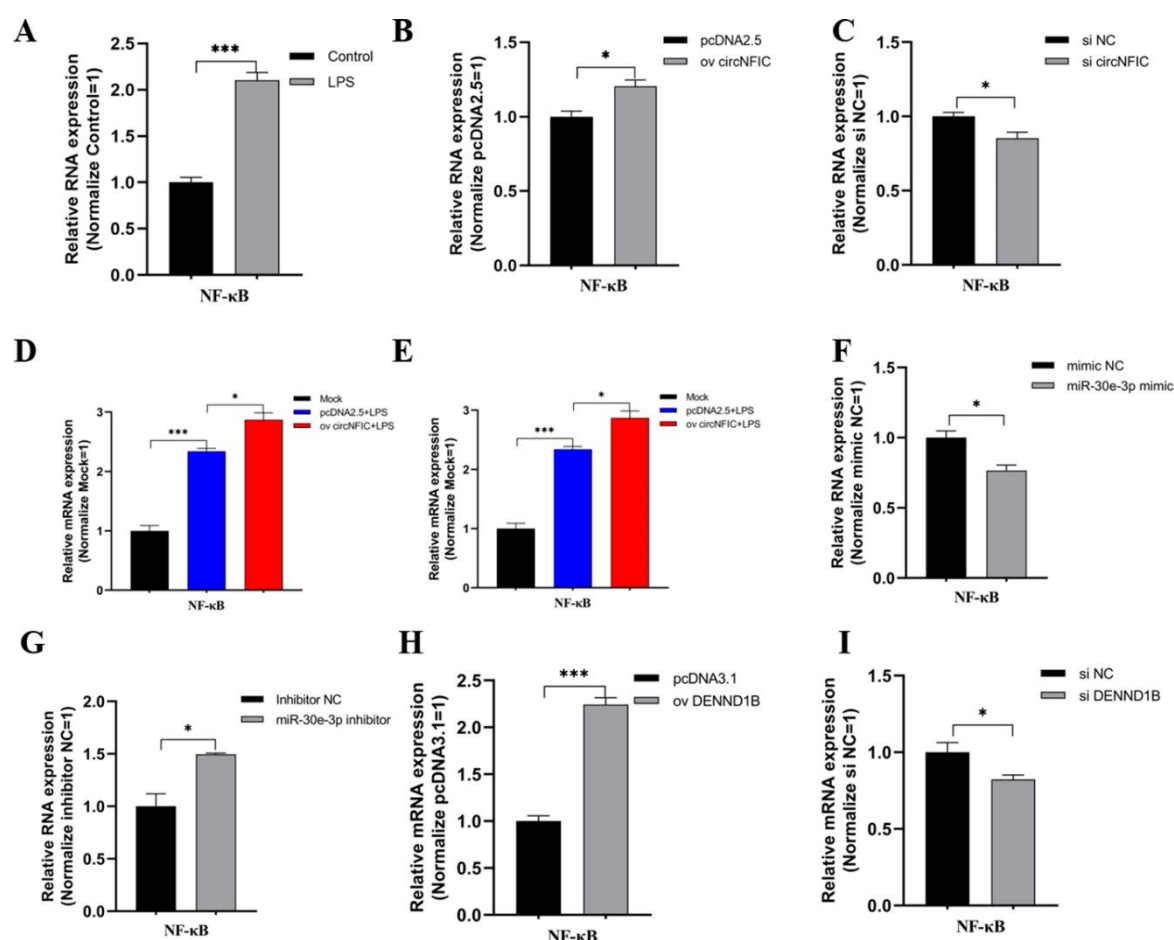 A
Relative RNA expression
(Normalize Control=1)
2.5
2.0
1.5
1.0
0.5
0.0
***
Control
LPS
NF-κB
B
Relative RNA expression
(Normalize pcDNA2.5=1)
1.5
1.0
0.5
0.0
*
pcDNA2.5
ov circNFIC
NF-κB
C
Relative RNA expression
(Normalize si NC=1)
1.5
1.0
0.5
0.0
*
si NC
si circNFIC
NF-κB
D
Relative mRNA expression
(Normalize Mock=1)
3
2
1
0
***
*
Mock
pcDNA2.5+LPS
ov circNFIC+LPS
NF-κB
E
Relative mRNA expression
(Normalize Mock=1)
3
2
1
0
***
*
Mock
pcDNA2.5+LPS
ov circNFIC+LPS
NF-κB
F
Relative RNA expression
(Normalize mimic NC=1)
1.5
1.0
0.5
0.0
*
mimic NC
miR-30e-3p mimic
NF-κB
G
Relative RNA expression
(Normalize inhibitor NC=1)
2.0
1.5
1.0
0.5
0.0
*
Inhibitor NC
miR-30e-3p inhibitor
NF-κB
H
Relative mRNA expression
(Normalize pcDNA3.1=1)
2.5
2.0
1.5
1.0
0.5
0.0
***
pcDNA3.1
ov DENND1B
NF-κB
I
Relative mRNA expression
(Normalize si NC=1)
1.5
1.0
0.5
0.0
*
si NC
si DENND1B
NF-κB